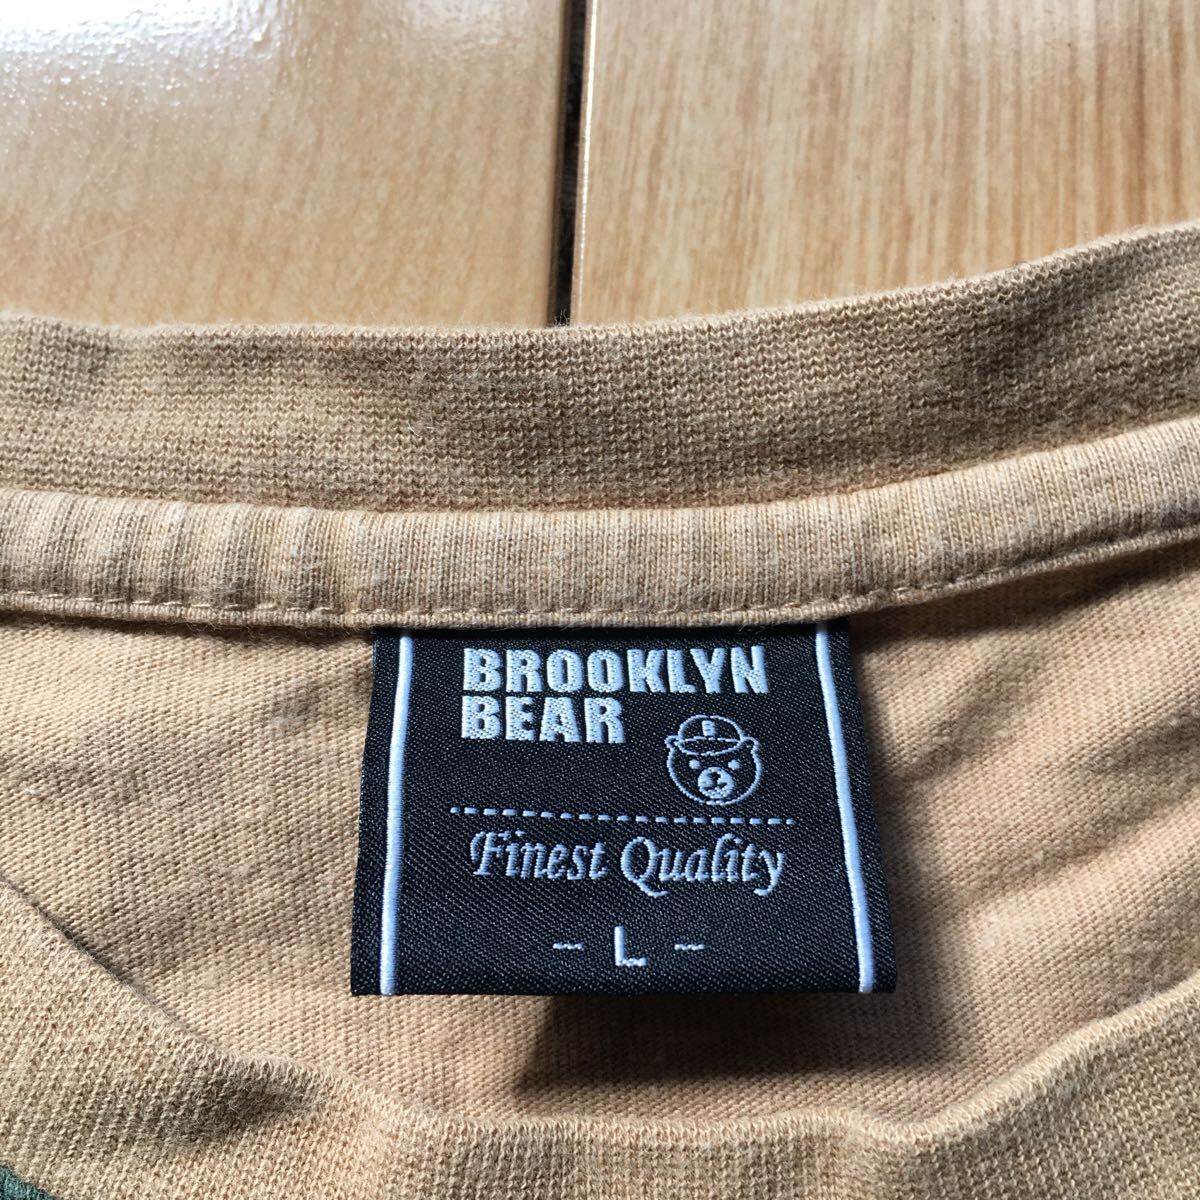 BROOKLYN
BEAR
B
Finest Quality
- L -